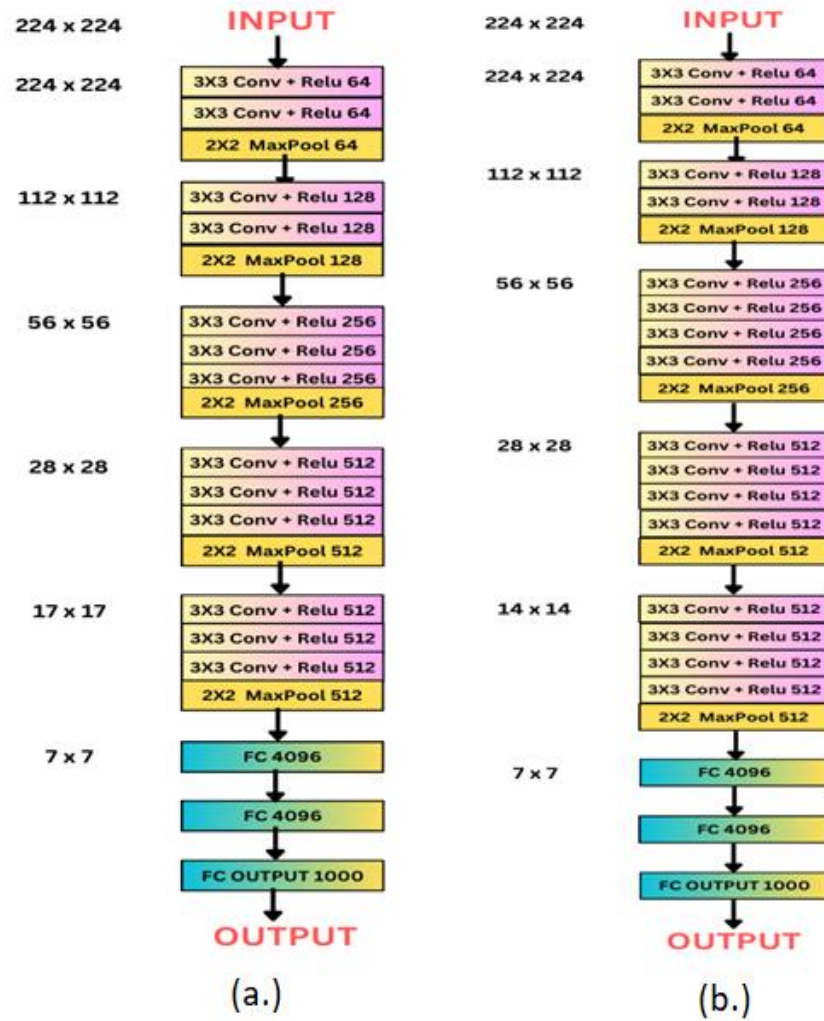 224 x 224 INPUT
224 x 224
3X3 Conv + Relu 64
3X3 Conv + Relu 64
2X2 MaxPool 64
112 x 112
3X3 Conv + Relu 128
3X3 Conv + Relu 128
2X2 MaxPool 128
56 x 56
3X3 Conv + Relu 256
3X3 Conv + Relu 256
3X3 Conv + Relu 256
2X2 MaxPool 256
28 x 28
3X3 Conv + Relu 512
3X3 Conv + Relu 512
3X3 Conv + Relu 512
2X2 MaxPool 512
17 x 17
3X3 Conv + Relu 512
3X3 Conv + Relu 512
3X3 Conv + Relu 512
2X2 MaxPool 512
7 x 7
FC 4096
FC 4096
FC OUTPUT 1000
OUTPUT
(a.)
224 x 224 INPUT
224 x 224
3X3 Conv + Relu 64
3X3 Conv + Relu 64
2X2 MaxPool 64
112 x 112
3X3 Conv + Relu 128
3X3 Conv + Relu 128
2X2 MaxPool 128
56 x 56
3X3 Conv + Relu 256
3X3 Conv + Relu 256
3X3 Conv + Relu 256
3X3 Conv + Relu 256
2X2 MaxPool 256
28 x 28
3X3 Conv + Relu 512
3X3 Conv + Relu 512
3X3 Conv + Relu 512
3X3 Conv + Relu 512
2X2 MaxPool 512
14 x 14
3X3 Conv + Relu 512
3X3 Conv + Relu 512
3X3 Conv + Relu 512
3X3 Conv + Relu 512
2X2 MaxPool 512
7 x 7
FC 4096
FC 4096
FC OUTPUT 1000
OUTPUT
(b.)